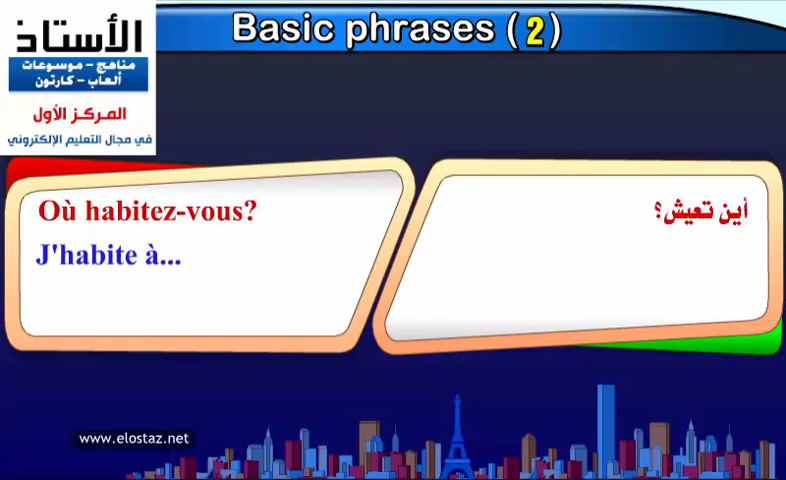 Basic phrases (2)
الأستاذ
مناهج - موسوعات
ألعاب - كارتون
المركز الأول
في مجال التعليم الإلكتروني
Où habitez-vous?
J'habite à...
أين تعيش؟
www.elostaz.net